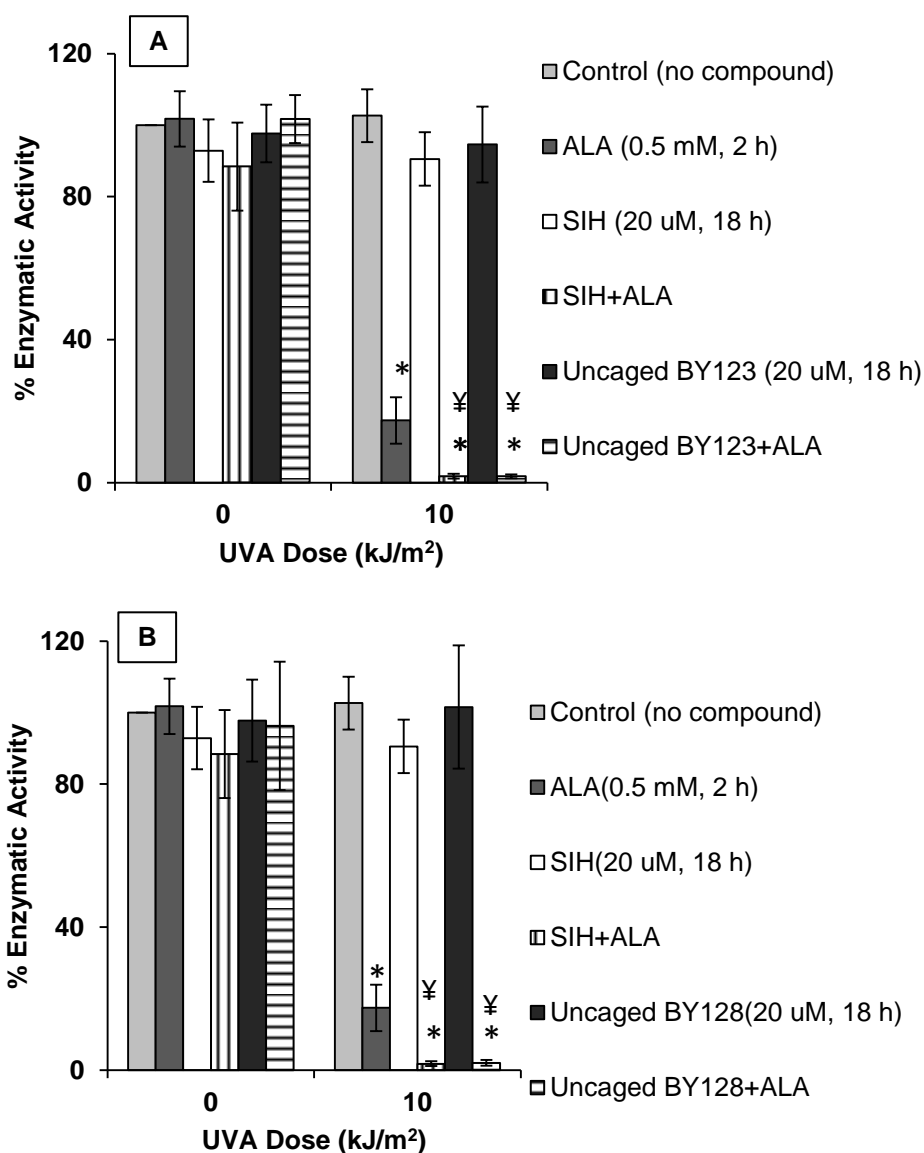 A
120
80
40
0
% Enzymatic Activity
0
10
UVA Dose (kJ/m²)
*
¥
*
¥
*
Control (no compound)
ALA (0.5 mM, 2 h)
SIH (20 uM, 18 h)
SIH+ALA
Uncaged BY123 (20 uM, 18 h)
Uncaged BY123+ALA
B
120
80
40
0
% Enzymatic Activity
0
10
UVA Dose (kJ/m²)
*
¥
*
¥
*
Control (no compound)
ALA(0.5 mM, 2 h)
SIH(20 uM, 18 h)
SIH+ALA
Uncaged BY128(20 uM, 18 h)
Uncaged BY128+ALA